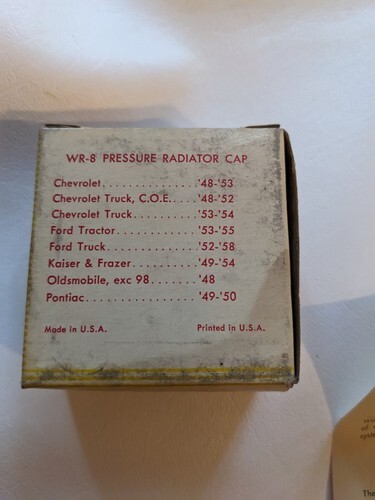 WR-8 PRESSURE RADIATOR CAP
Chevrolet...............'48-'53
Chevrolet Truck, C.O.E.....'48-'52
Chevrolet Truck..........'53-'54
Ford Tractor.............'53-'55
Ford Truck..............'52-'58
Kaiser & Frazer..........'49-'54
Oldsmobile, exc 98.......'48
Pontiac.................'49-'50
Made in U.S.A. Printed in U.S.A.
of
The